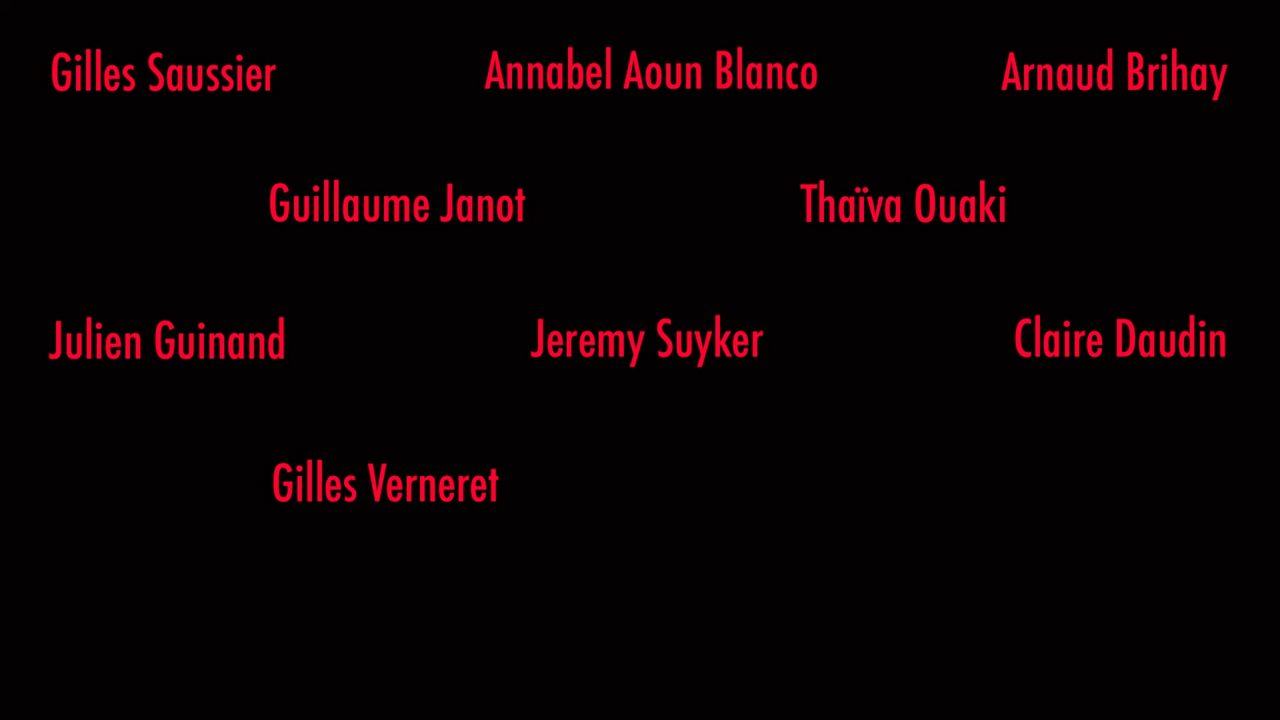 Gilles Saussier Annabel Aoun Blanco Arnaud Brihay
Guillaume Janot Thaïva Ouaki
Julien Guinand Jeremy Suyker Claire Daudin
Gilles Verneret